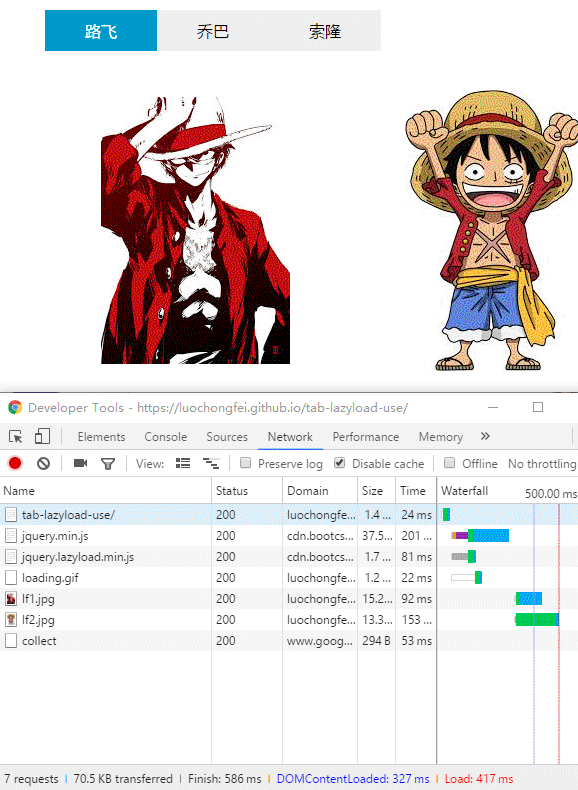 路飞 乔巴 索隆
Developer Tools - https://luochongfei.github.io/tab-lazyload-use/
Elements Console Sources Network Performance Memory »
View: Preserve log Disable cache Offline No throttling
Name Status Domain Size Time Waterfall 500.00 ms
tab-lazyload-use/ 200 luochongfe... 1.4 ... 24 ms
jquery.min.js 200 cdn.bootcs... 37.5... 201 ...
jquery.lazyload.min.js 200 cdn.bootcs... 1.7 ... 81 ms
loading.gif 200 luochongfe... 1.2 ... 22 ms
lf1.jpg 200 luochongfe... 15.2... 92 ms
lf2.jpg 200 luochongfe... 13.3... 153 ...
collect 200 www.goog... 294 B 53 ms
7 requests | 70.5 KB transferred | Finish: 586 ms | DOMContentLoaded: 327 ms | Load: 417 ms